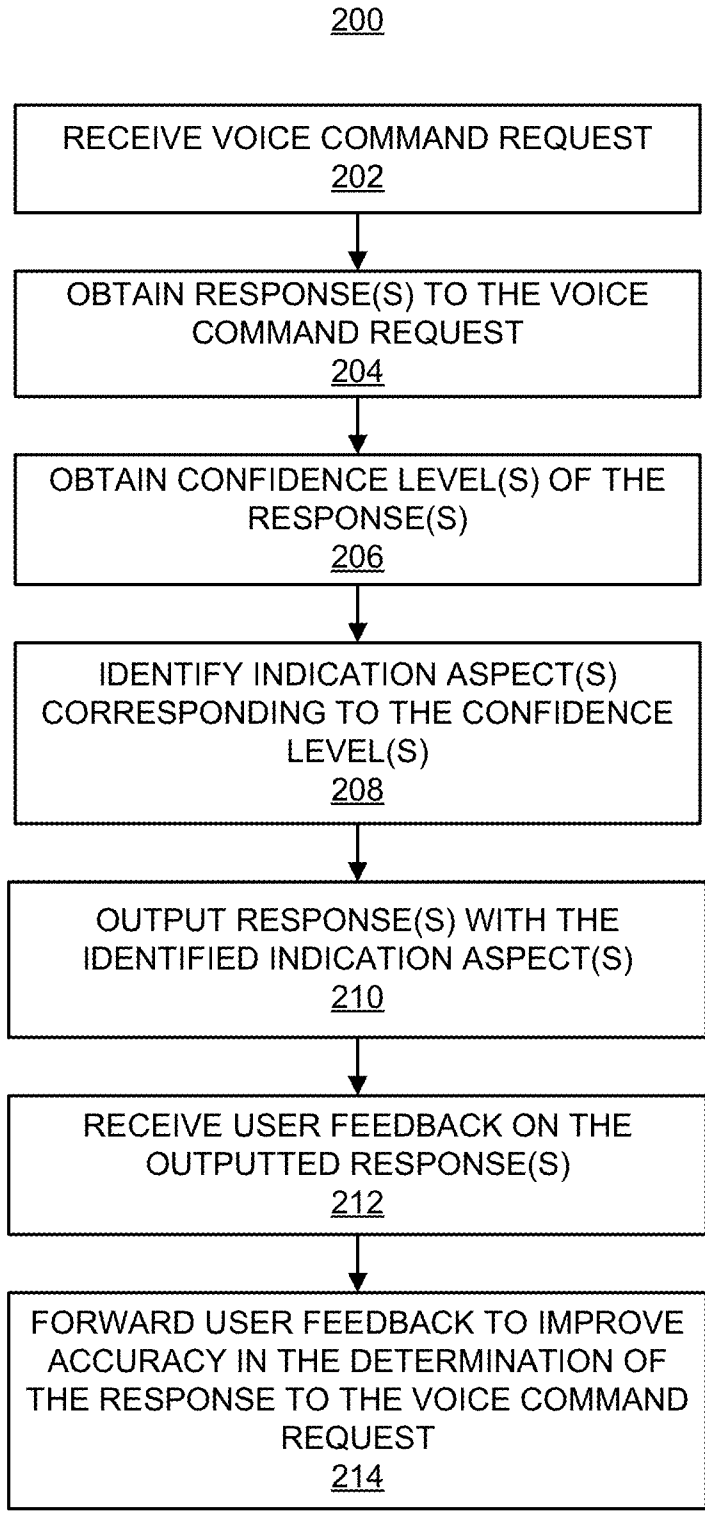 200
RECEIVE VOICE COMMAND REQUEST
202
OBTAIN RESPONSE(S) TO THE VOICE
COMMAND REQUEST
204
OBTAIN CONFIDENCE LEVEL(S) OF THE
RESPONSE(S)
206
IDENTIFY INDICATION ASPECT(S)
CORRESPONDING TO THE CONFIDENCE
LEVEL(S)
208
OUTPUT RESPONSE(S) WITH THE
IDENTIFIED INDICATION ASPECT(S)
210
RECEIVE USER FEEDBACK ON THE
OUTPUTTED RESPONSE(S)
212
FORWARD USER FEEDBACK TO IMPROVE
ACCURACY IN THE DETERMINATION OF
THE RESPONSE TO THE VOICE COMMAND
REQUEST
214